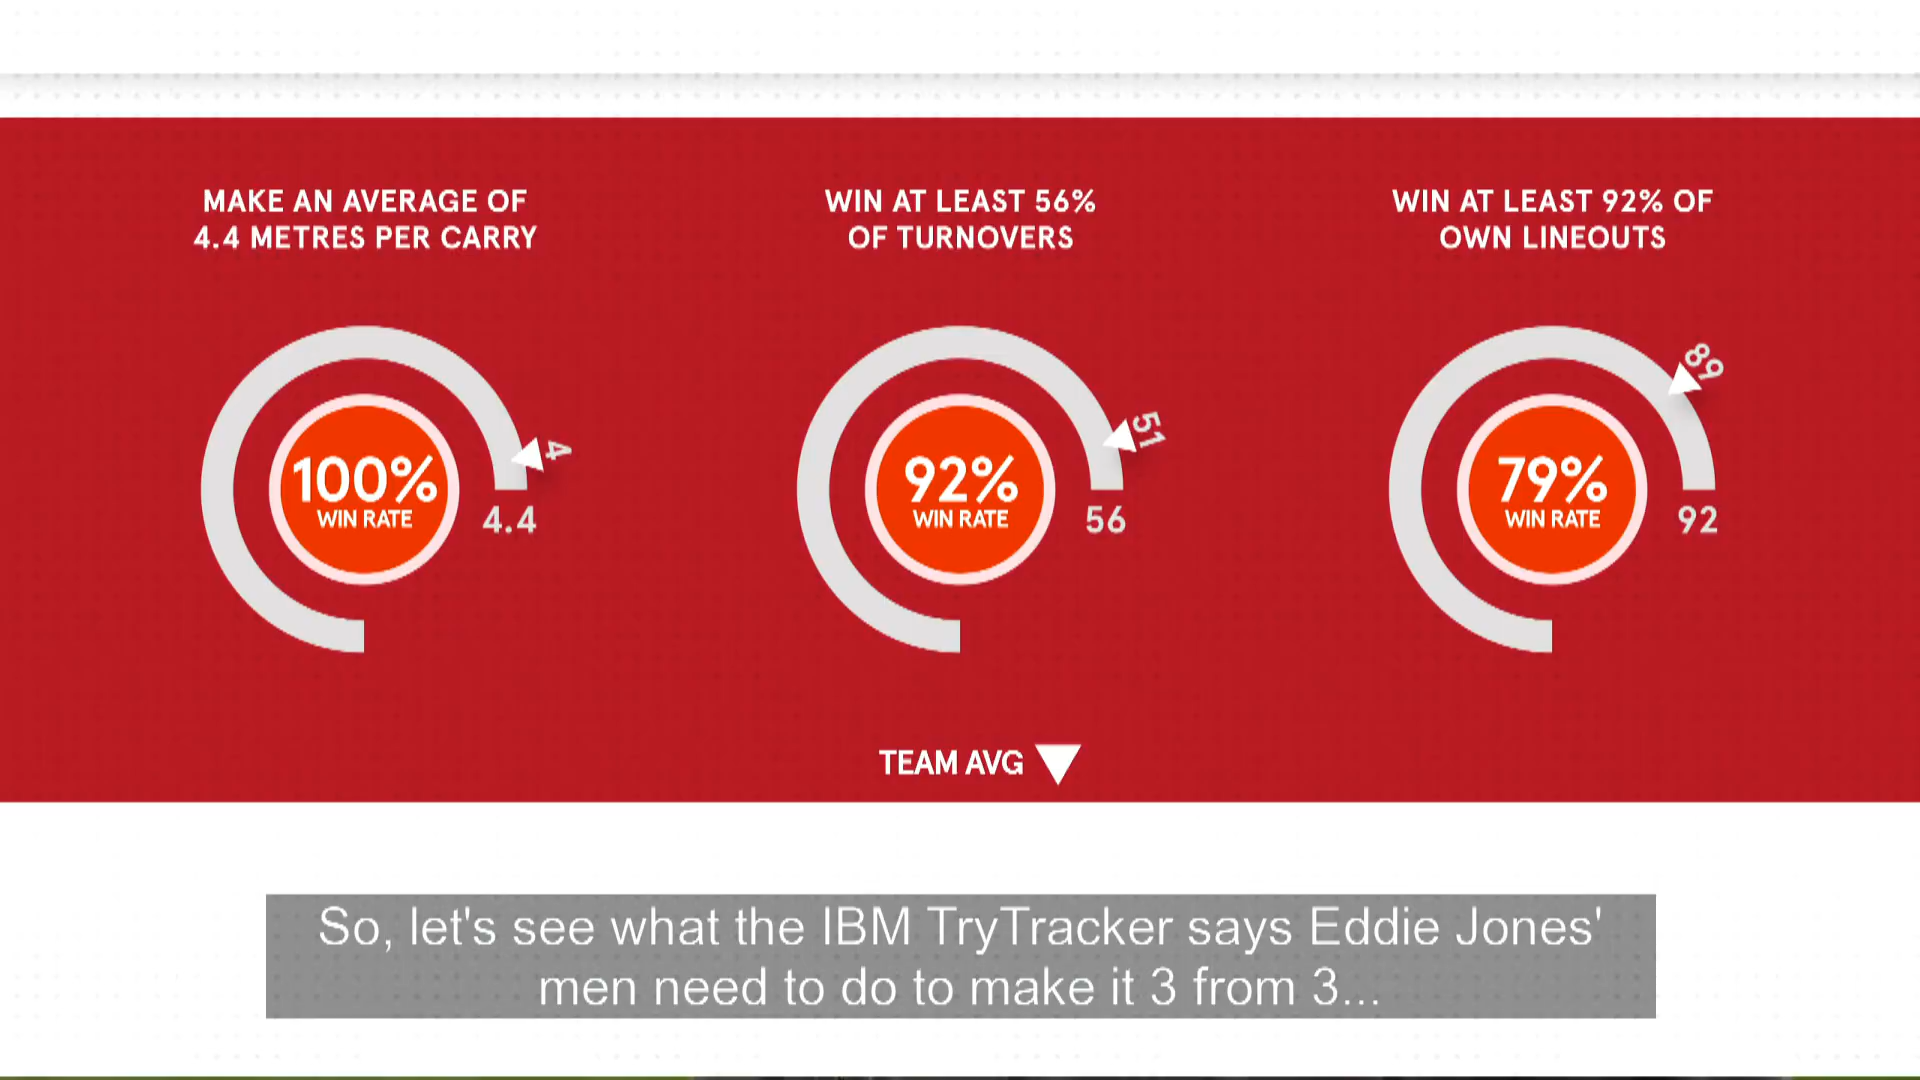 MAKE AN AVERAGE OF
4.4 METRES PER CARRY
4
100%
WIN RATE
4.4
WIN AT LEAST 56%
OF TURNOVERS
51
92%
WIN RATE
56
WIN AT LEAST 92% OF
OWN LINEOUTS
89
79%
WIN RATE
92
TEAM AVG
So, let's see what the IBM TryTracker says Eddie Jones'
men need to do to make it 3 from 3...